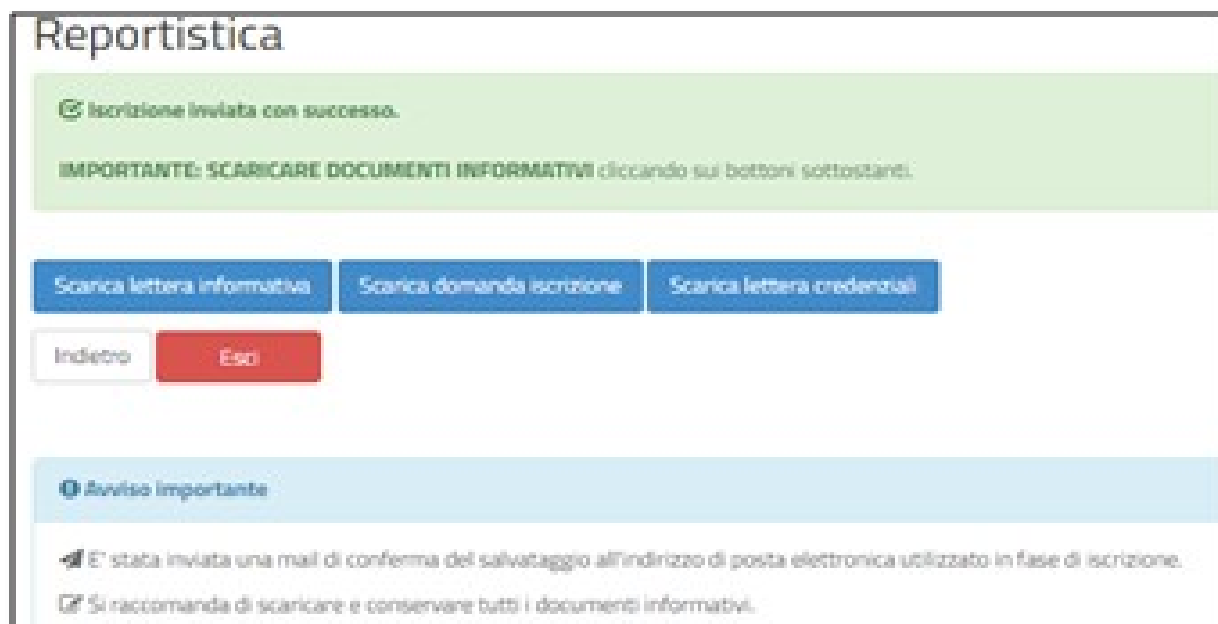 Reportistica
Iscrizione inviata con successo.
IMPORTANTE: SCARICARE DOCUMENTI INFORMATIVI cliccando sui bottoni sottostanti.
Scarica lettera informativa Scarica domanda iscrizione Scarica lettera credenziali
Indietro Esci
Avviso importante
E' stata inviata una mail di conferma del salvataggio all'indirizzo di posta elettronica utilizzato in fase di iscrizione.
Si raccomanda di scaricare e conservare tutti i documenti informativi.